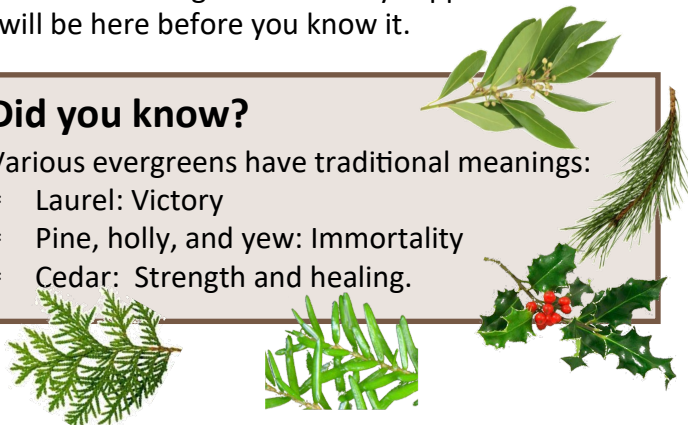 will be here before you know it.
Did you know?
Various evergreens have traditional meanings:
Laurel: Victory
Pine, holly, and yew: Immortality
Cedar: Strength and healing.